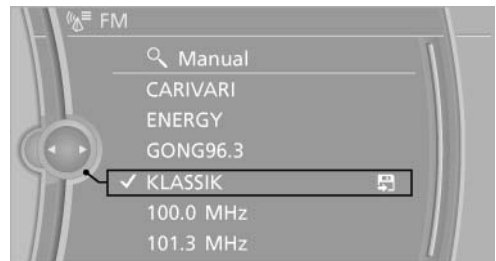 FM
Manual
CARIVARI
ENERGY
GONG96.3
KLASSIK
100.0 MHz
101.3 MHz